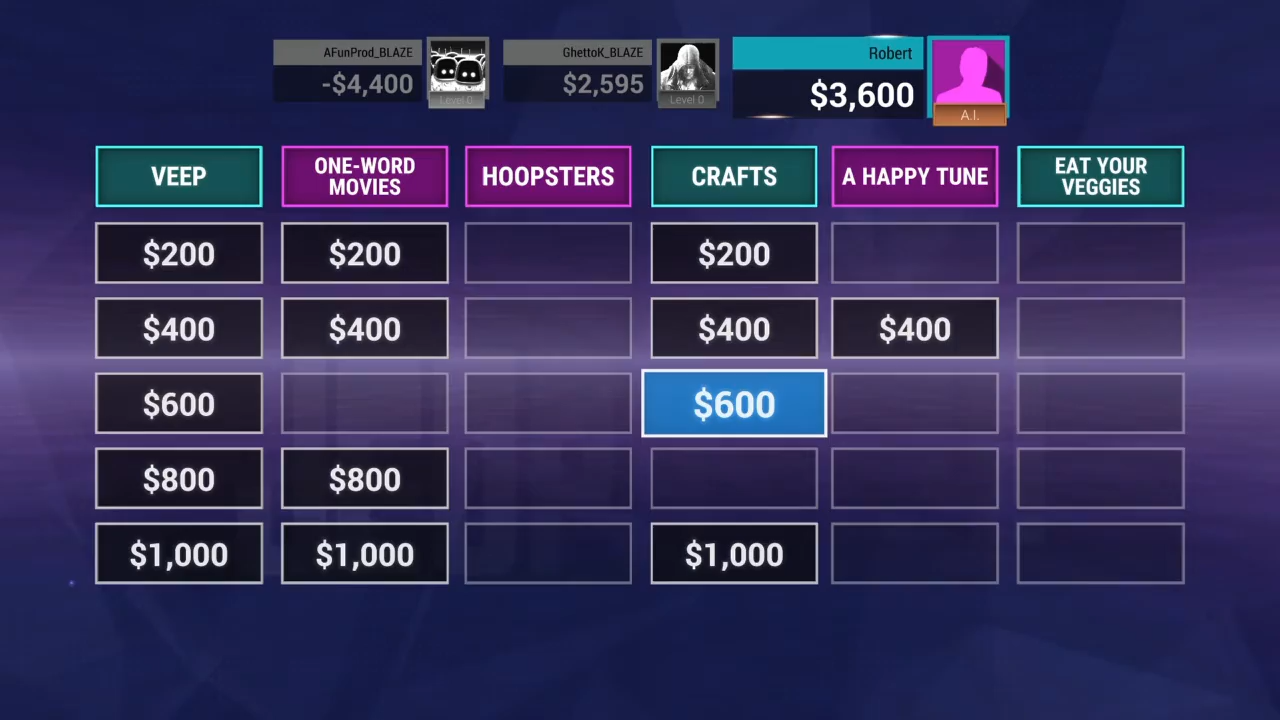 AFunProd_BLAZE
-$4,400
Level 0
GhettoK_BLAZE
$2,595
Level 0
Robert
$3,600
A.I.
VEEP
ONE-WORD
MOVIES
HOOPSTERS
CRAFTS
A HAPPY TUNE
EAT YOUR
VEGGIES
$200 $200 $200
$400 $400 $400 $400
$600 $600
$800 $800
$1,000 $1,000 $1,000